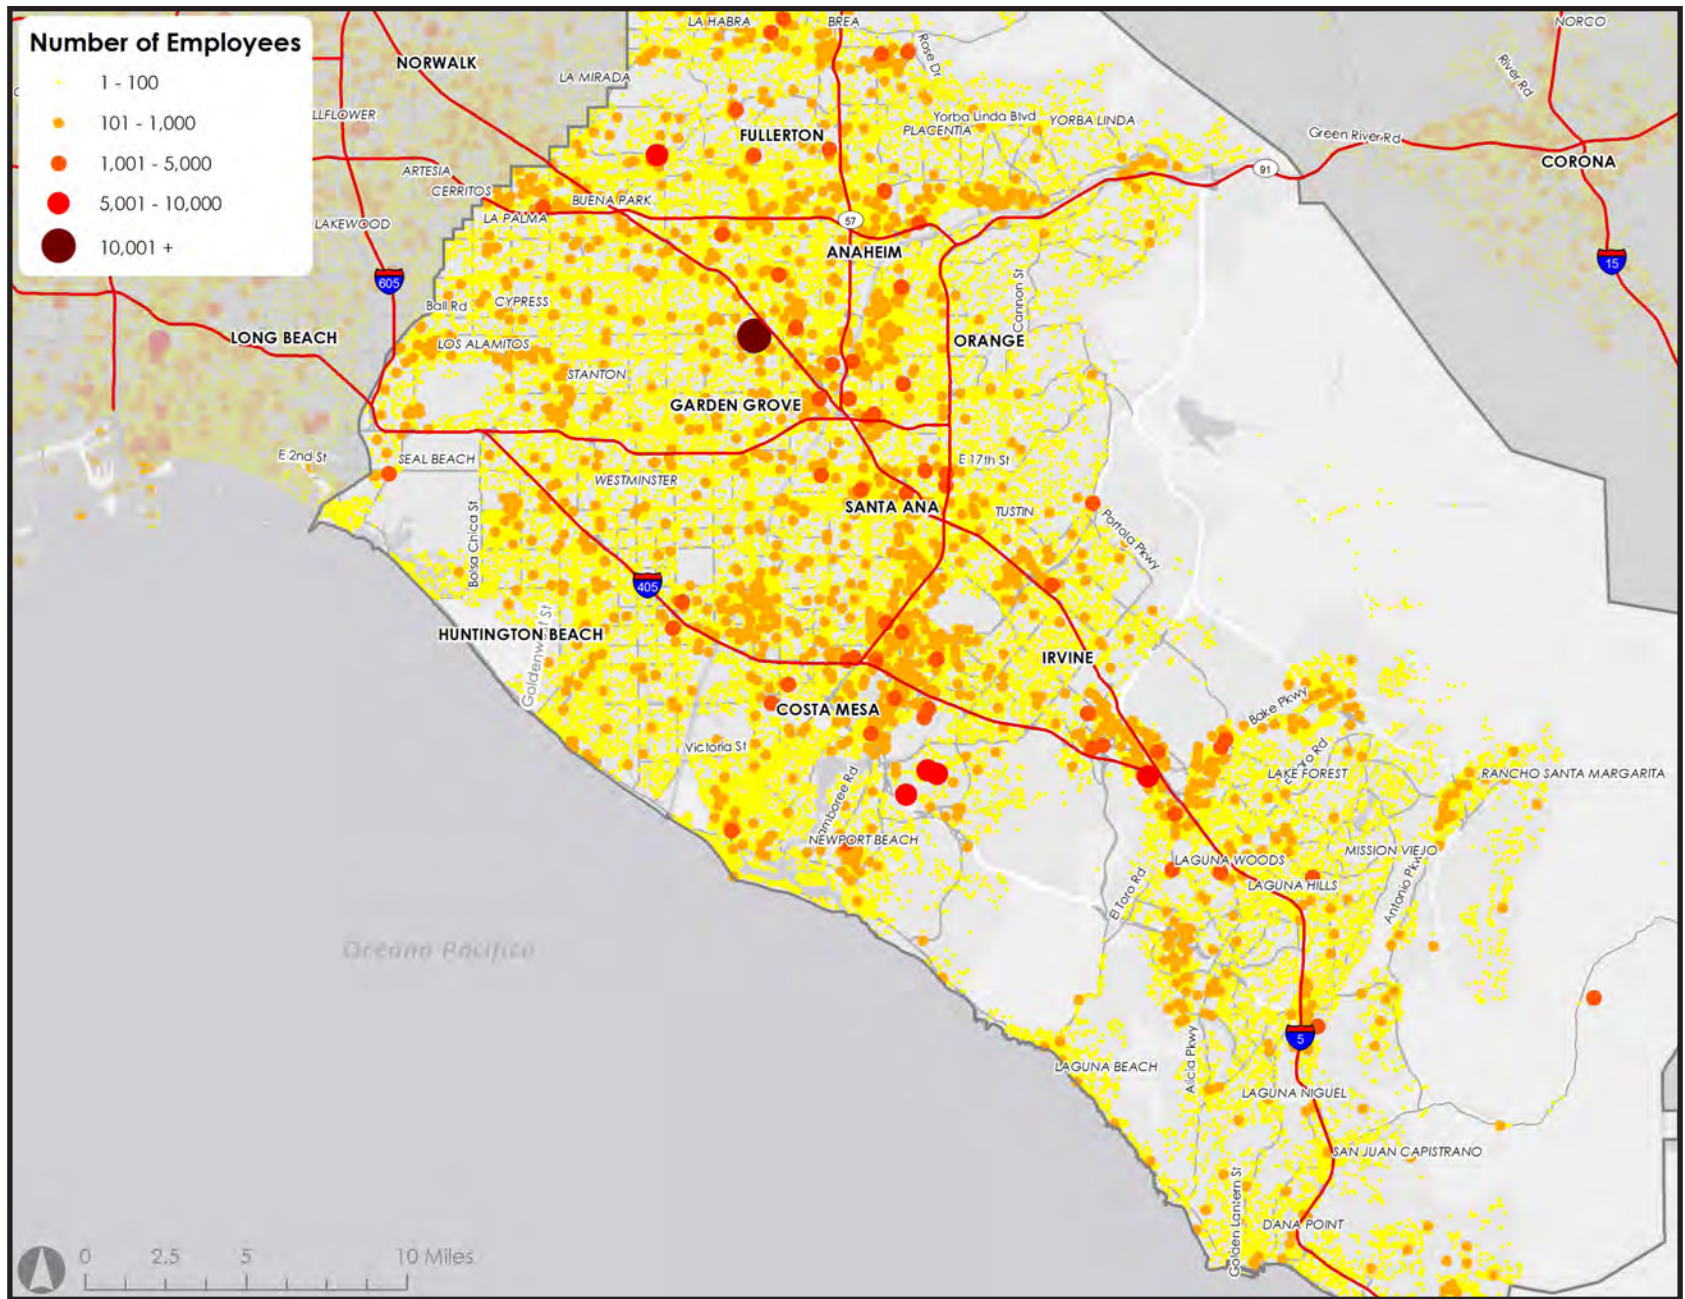 Number of Employees
1 - 100
101 - 1,000
1,001 - 5,000
5,001 - 10,000
10,001 +
LA HABRA
BREA
NORCO
NORWALK
Rose Dr
River Rd
LA MIRADA
LLFLOWER
FULLERTON
Yorba Linda Blvd
PLACENTIA
YORBA LINDA
Green River Rd
CORONA
ARTESIA
CERRITOS
BUENA PARK
91
LAKEWOOD
LA PALMA
57
ANAHEIM
15
605
Ball Rd
CYPRESS
Cannon St
LONG BEACH
LOS ALAMITOS
ORANGE
STANTON
GARDEN GROVE
E 2nd St
SEAL BEACH
E 17th St
WESTMINSTER
SANTA ANA
TUSTIN
Bolsa Chica St
Portola Pkwy
405
HUNTINGTON BEACH
IRVINE
COSTA MESA
Bake Pkwy
Victoria St
LAKE FOREST
RANCHO SANTA MARGARITA
NEWPORT BEACH
MISSION VIEJO
LAGUNA WOODS
LAGUNA HILLS
El Toro Rd
Antonio Pkwy
Oréano Pacífico
5
LAGUNA BEACH
Alicia Pkwy
LAGUNA NIGUEL
SAN JUAN CAPISTRANO
Golden Lantern St
DANA POINT
0 2.5 5 10 Miles